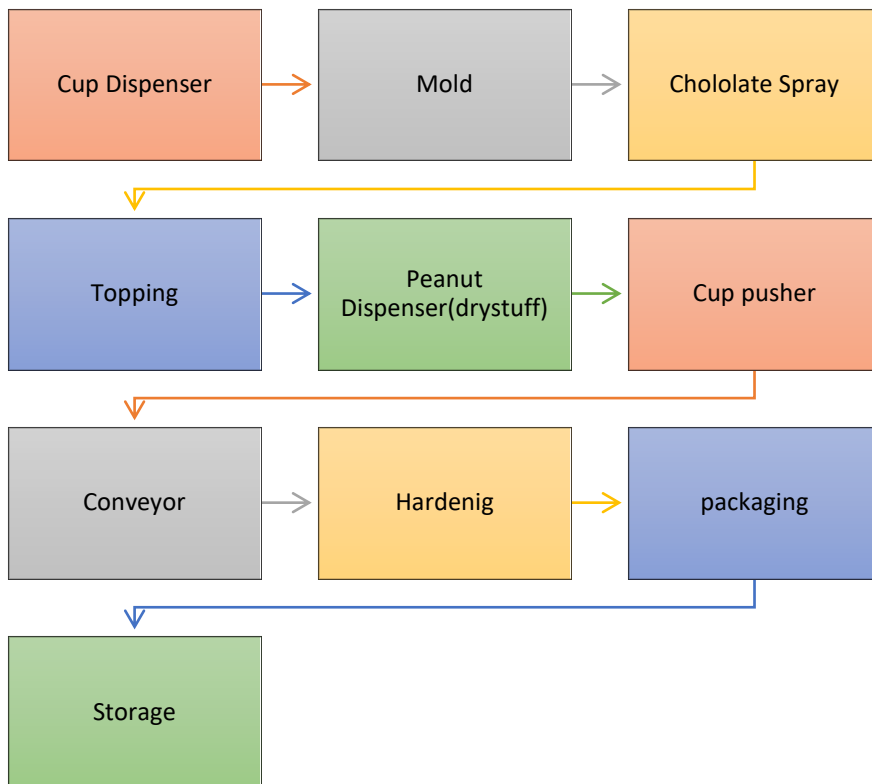 Cup Dispenser
Mold
Chololate Spray
Topping
Peanut
Dispenser(drystuff)
Cup pusher
Conveyor
Hardenig
packaging
Storage